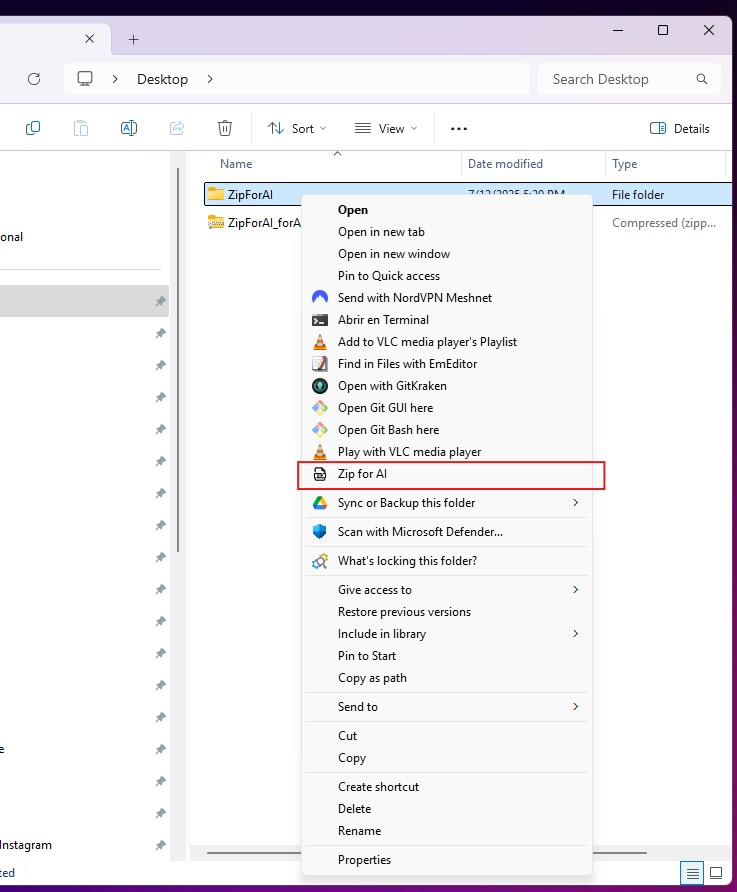 Desktop
Search Desktop
Sort
View
Details
Name
Date modified
Type
ZipForAI
7/13/2025 5:20 PM
File folder
ZipForAI_forA
Compressed (zipp...
onal
Open
Open in new tab
Open in new window
Pin to Quick access
Send with NordVPN Meshnet
Abrir en Terminal
Add to VLC media player's Playlist
Find in Files with EmEditor
Open with GitKraken
Open Git GUI here
Open Git Bash here
Play with VLC media player
Zip for AI
Sync or Backup this folder
Scan with Microsoft Defender...
What's locking this folder?
Give access to
Restore previous versions
Include in library
Pin to Start
Copy as path
Send to
Cut
Copy
Create shortcut
Delete
Rename
Properties
e
Instagram
ted